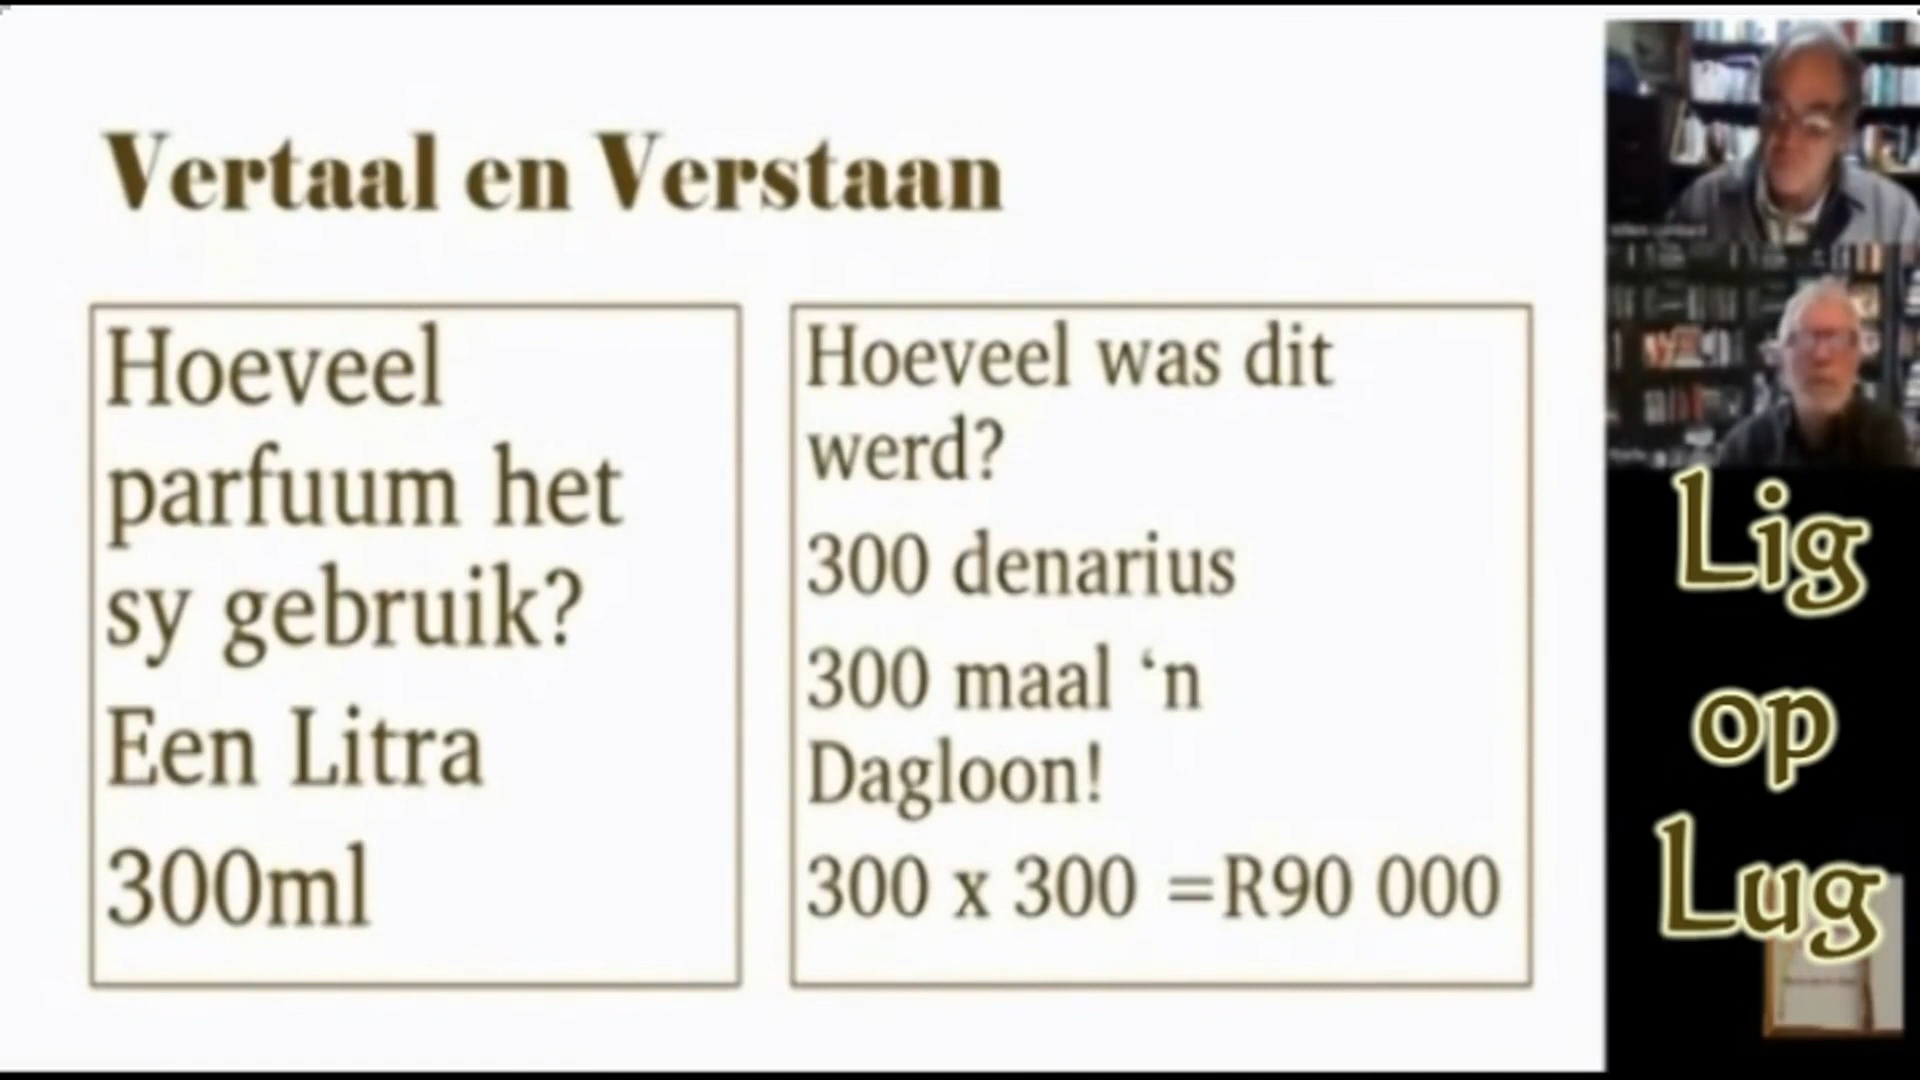 Vertaal en Verstaan
Hoeveel
parfuum het
sy gebruik?
Een Litra
300ml
Hoeveel was dit
werd?
300 denarius
300 maal ‘n
Dagloon!
300 x 300 =R90 000
Lig
op
Lug